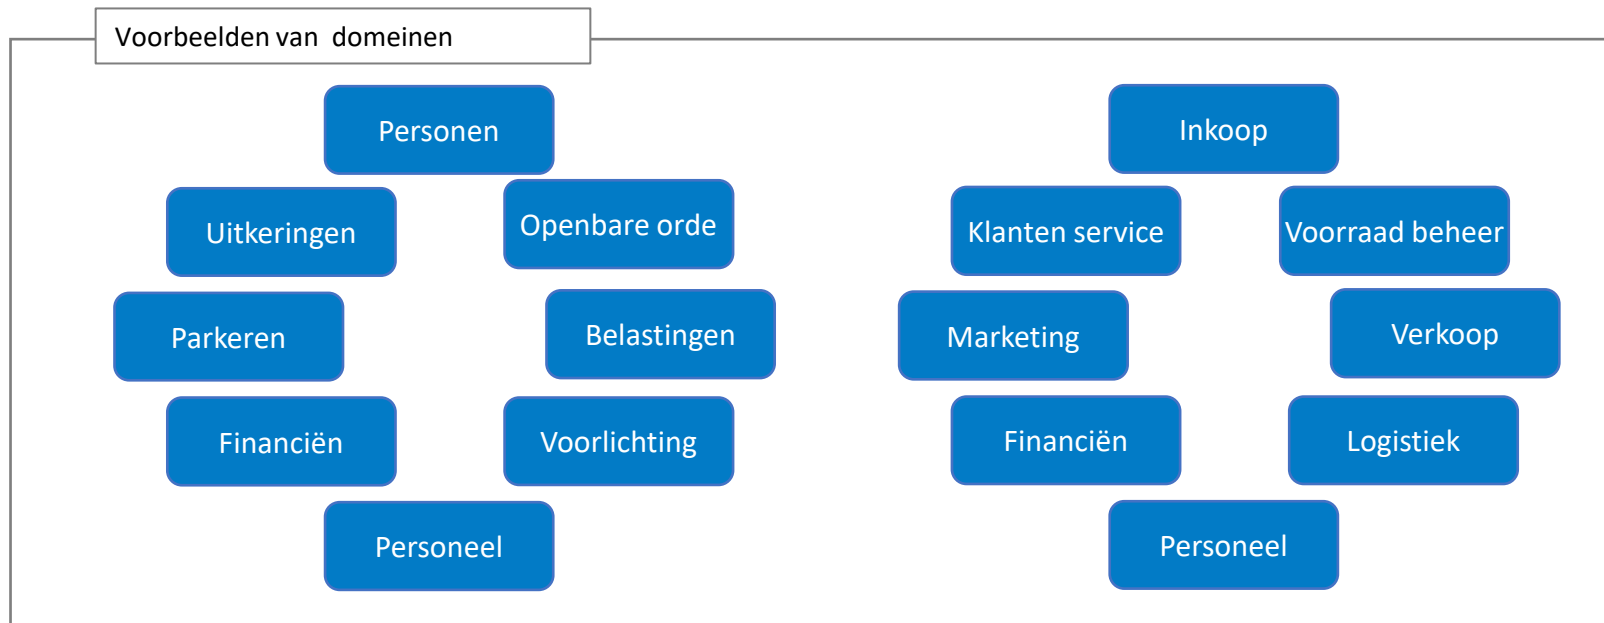 Voorbeelden van domeinen
Personen
Uitkeringen
Openbare orde
Parkeren
Belastingen
Financiën
Voorlichting
Personeel
Inkoop
Klanten service
Voorraad beheer
Marketing
Verkoop
Financiën
Logistiek
Personeel